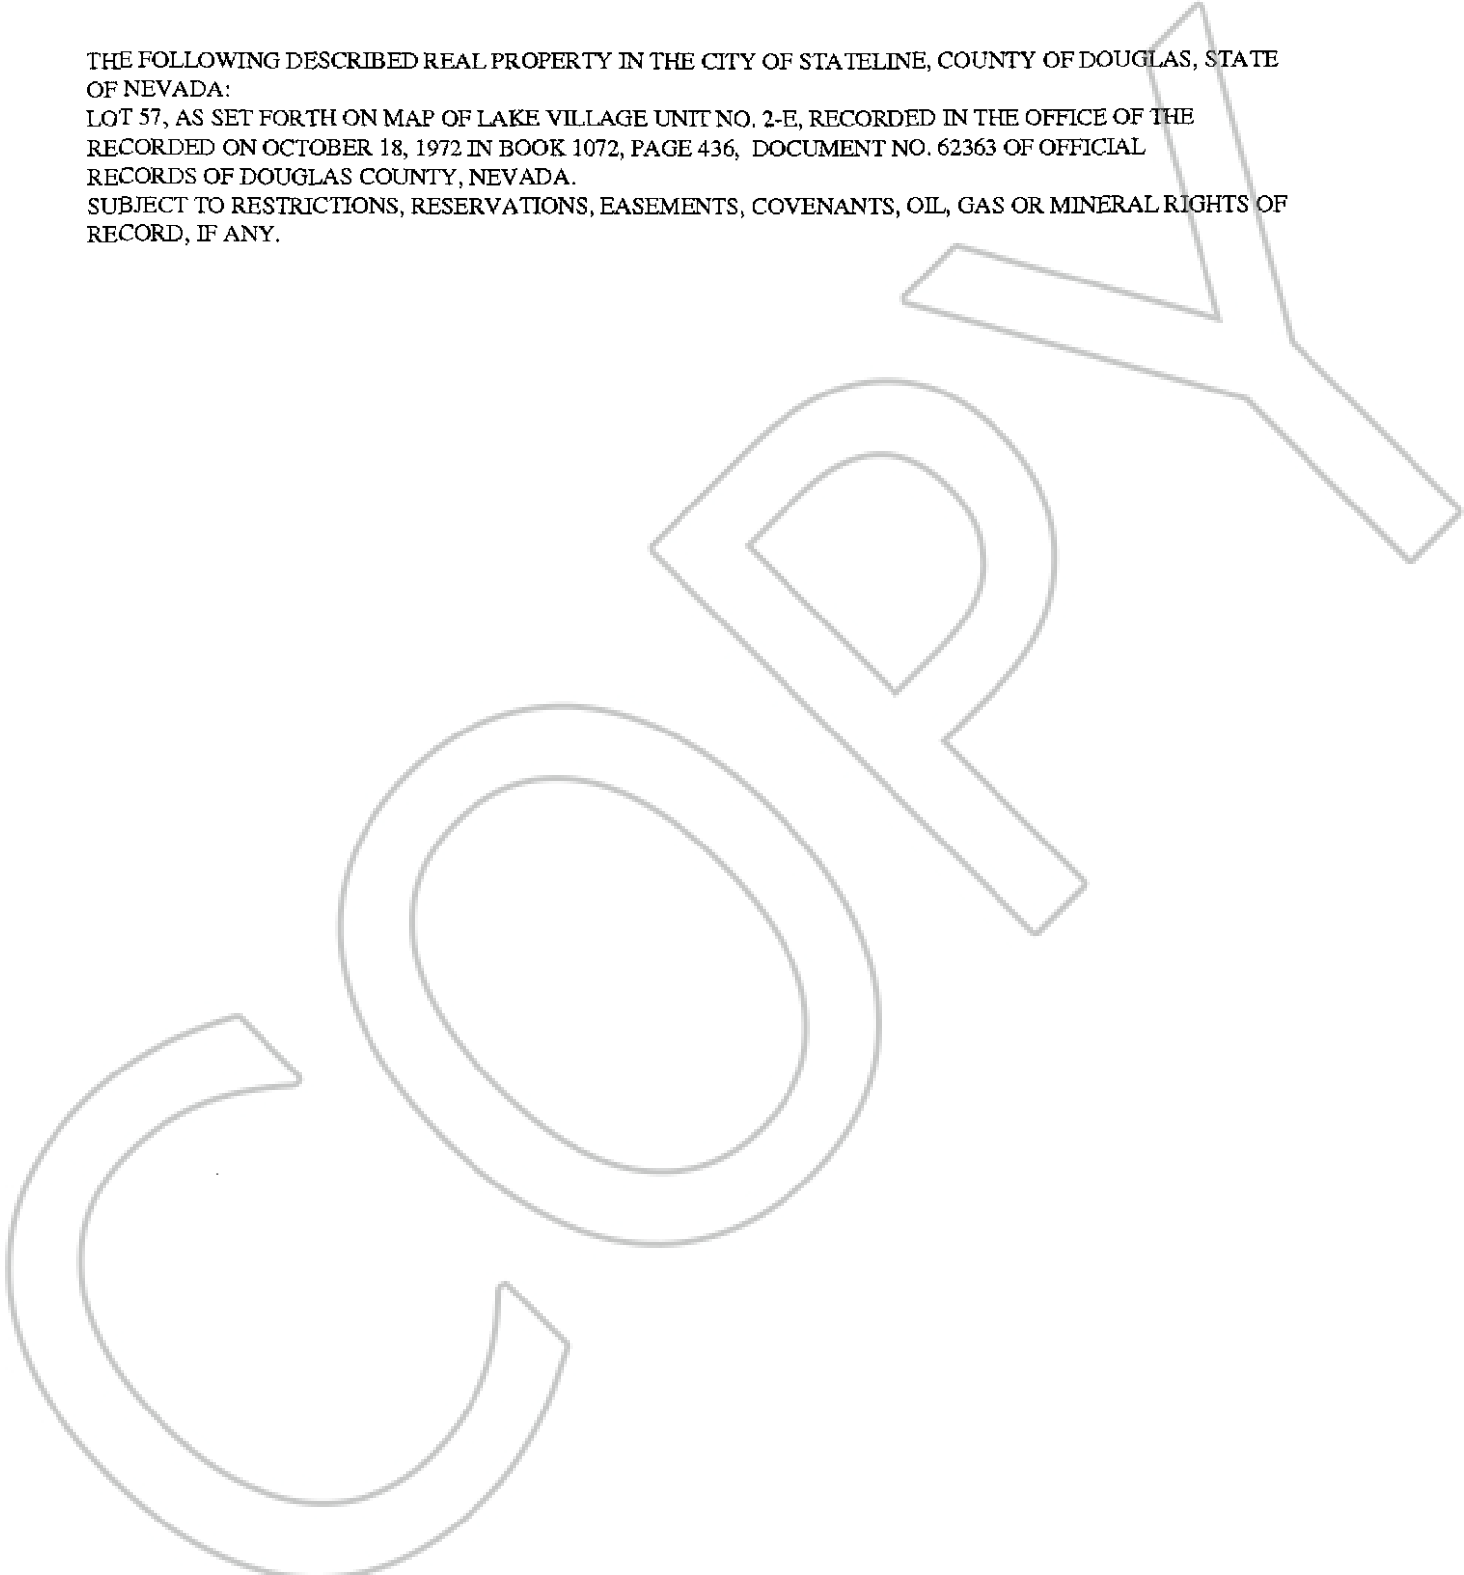 THE FOLLOWING DESCRIBED REAL PROPERTY IN THE CITY OF STATELINE, COUNTY OF DOUGLAS, STATE
OF NEVADA:
LOT 57, AS SET FORTH ON MAP OF LAKE VILLAGE UNIT NO. 2-E, RECORDED IN THE OFFICE OF THE
RECORDED ON OCTOBER 18, 1972 IN BOOK 1072, PAGE 436, DOCUMENT NO. 62363 OF OFFICIAL
RECORDS OF DOUGLAS COUNTY, NEVADA.
SUBJECT TO RESTRICTIONS, RESERVATIONS, EASEMENTS, COVENANTS, OIL, GAS OR MINERAL RIGHTS OF
RECORD, IF ANY.
COPY